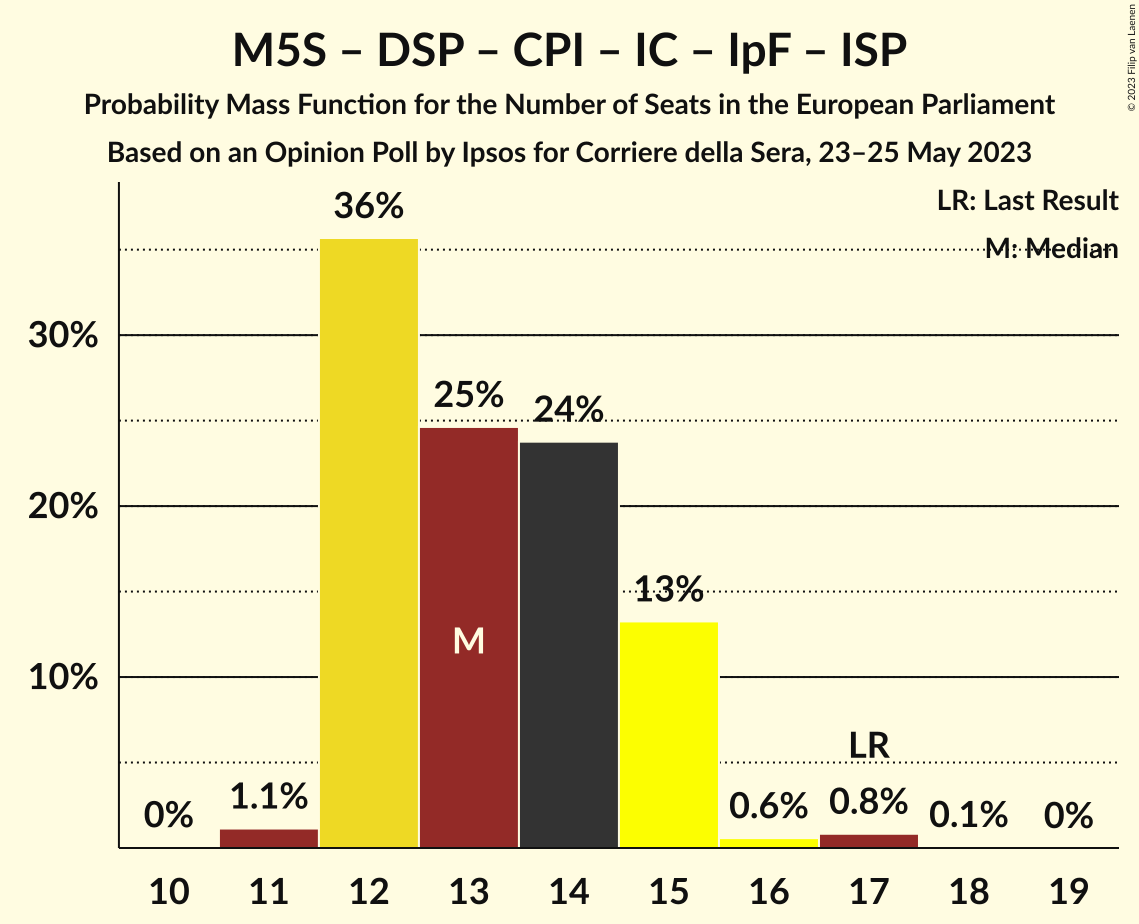 M5S – DSP – CPI – IC – IpF – ISP
Probability Mass Function for the Number of Seats in the European Parliament
Based on an Opinion Poll by Ipsos for Corriere della Sera, 23–25 May 2023
© 2023 Filip van Laenen
LR: Last Result
M: Median
36%
30%
25%
24%
20%
13%
M
10%
LR
0%
1.1%
0.6%
0.8%
0.1%
0%
10 11 12 13 14 15 16 17 18 19